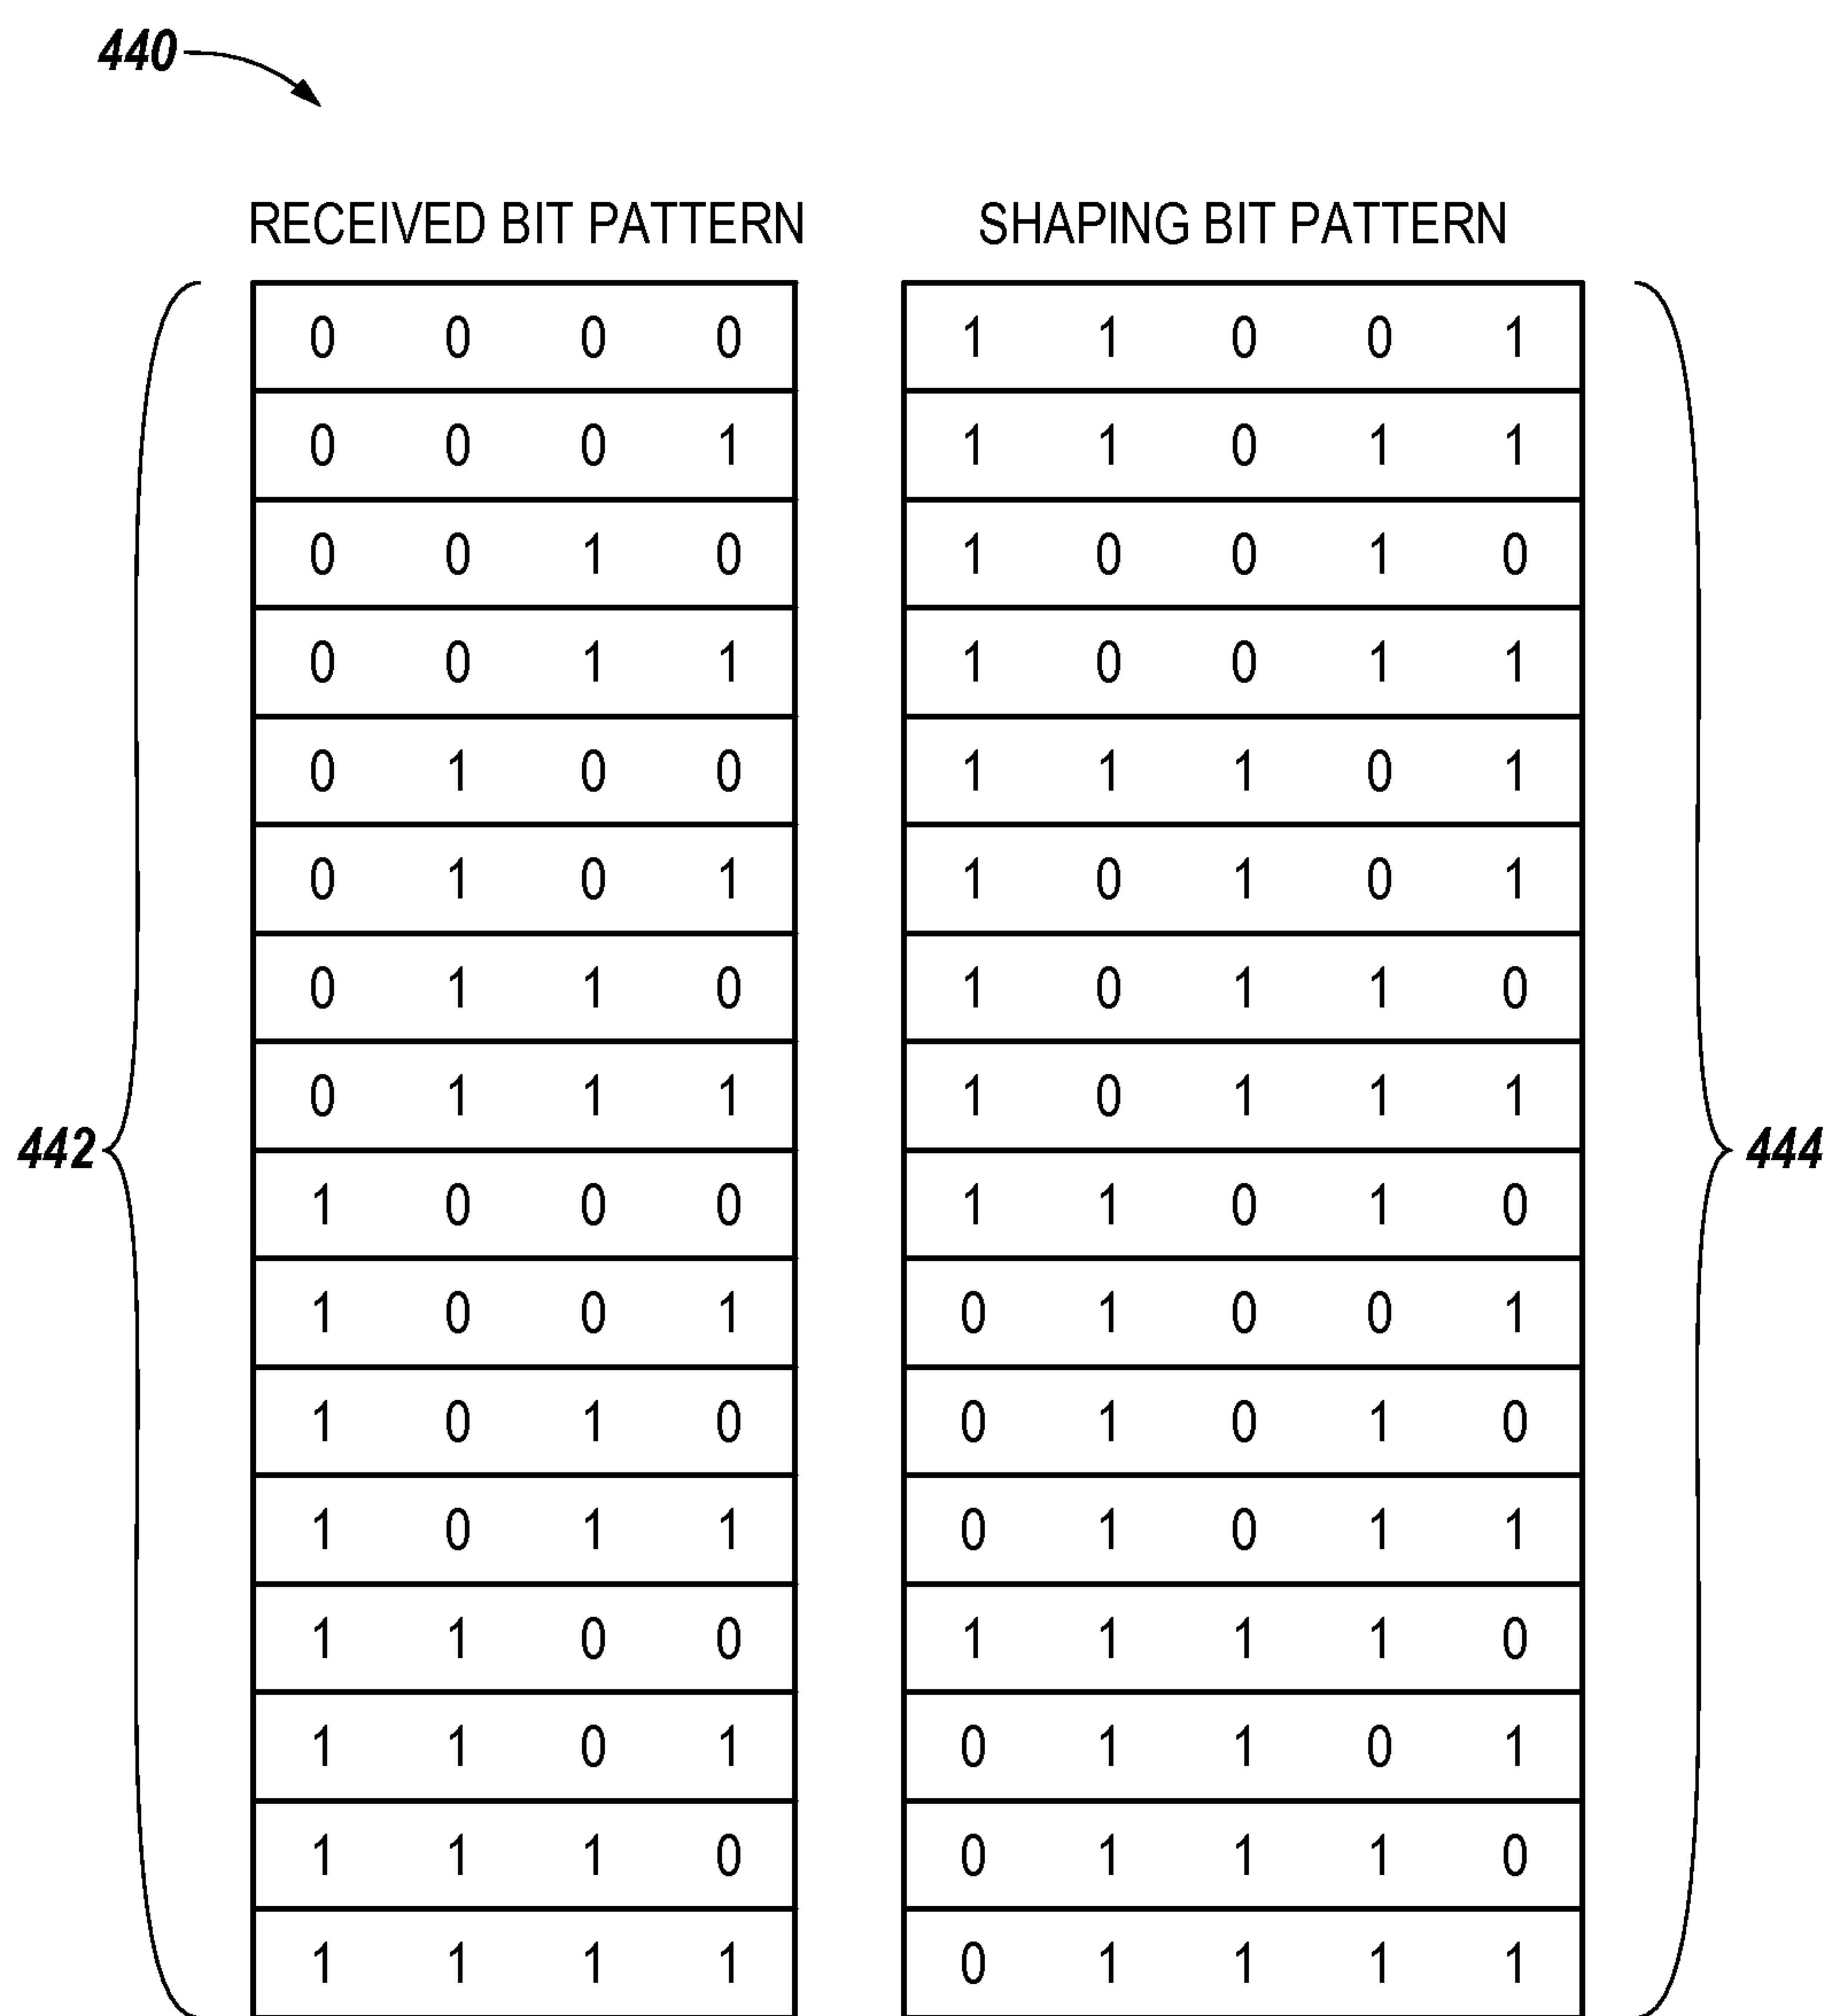 440
RECEIVED BIT PATTERN SHAPING BIT PATTERN
0 0 0 0 1 1 0 0 1
0 0 0 1 1 1 0 1 1
0 0 1 0 1 0 0 1 0
0 0 1 1 1 0 0 1 1
0 1 0 0 1 1 1 0 1
0 1 0 1 1 0 1 0 1
0 1 1 0 1 0 1 1 0
0 1 1 1 1 0 1 1 1
442 444
1 0 0 0 1 1 0 1 0
1 0 0 1 0 1 0 0 1
1 0 1 0 0 1 0 1 0
1 0 1 1 0 1 0 1 1
1 1 0 0 1 1 1 1 0
1 1 0 1 0 1 1 0 1
1 1 1 0 0 1 1 1 0
1 1 1 1 0 1 1 1 1